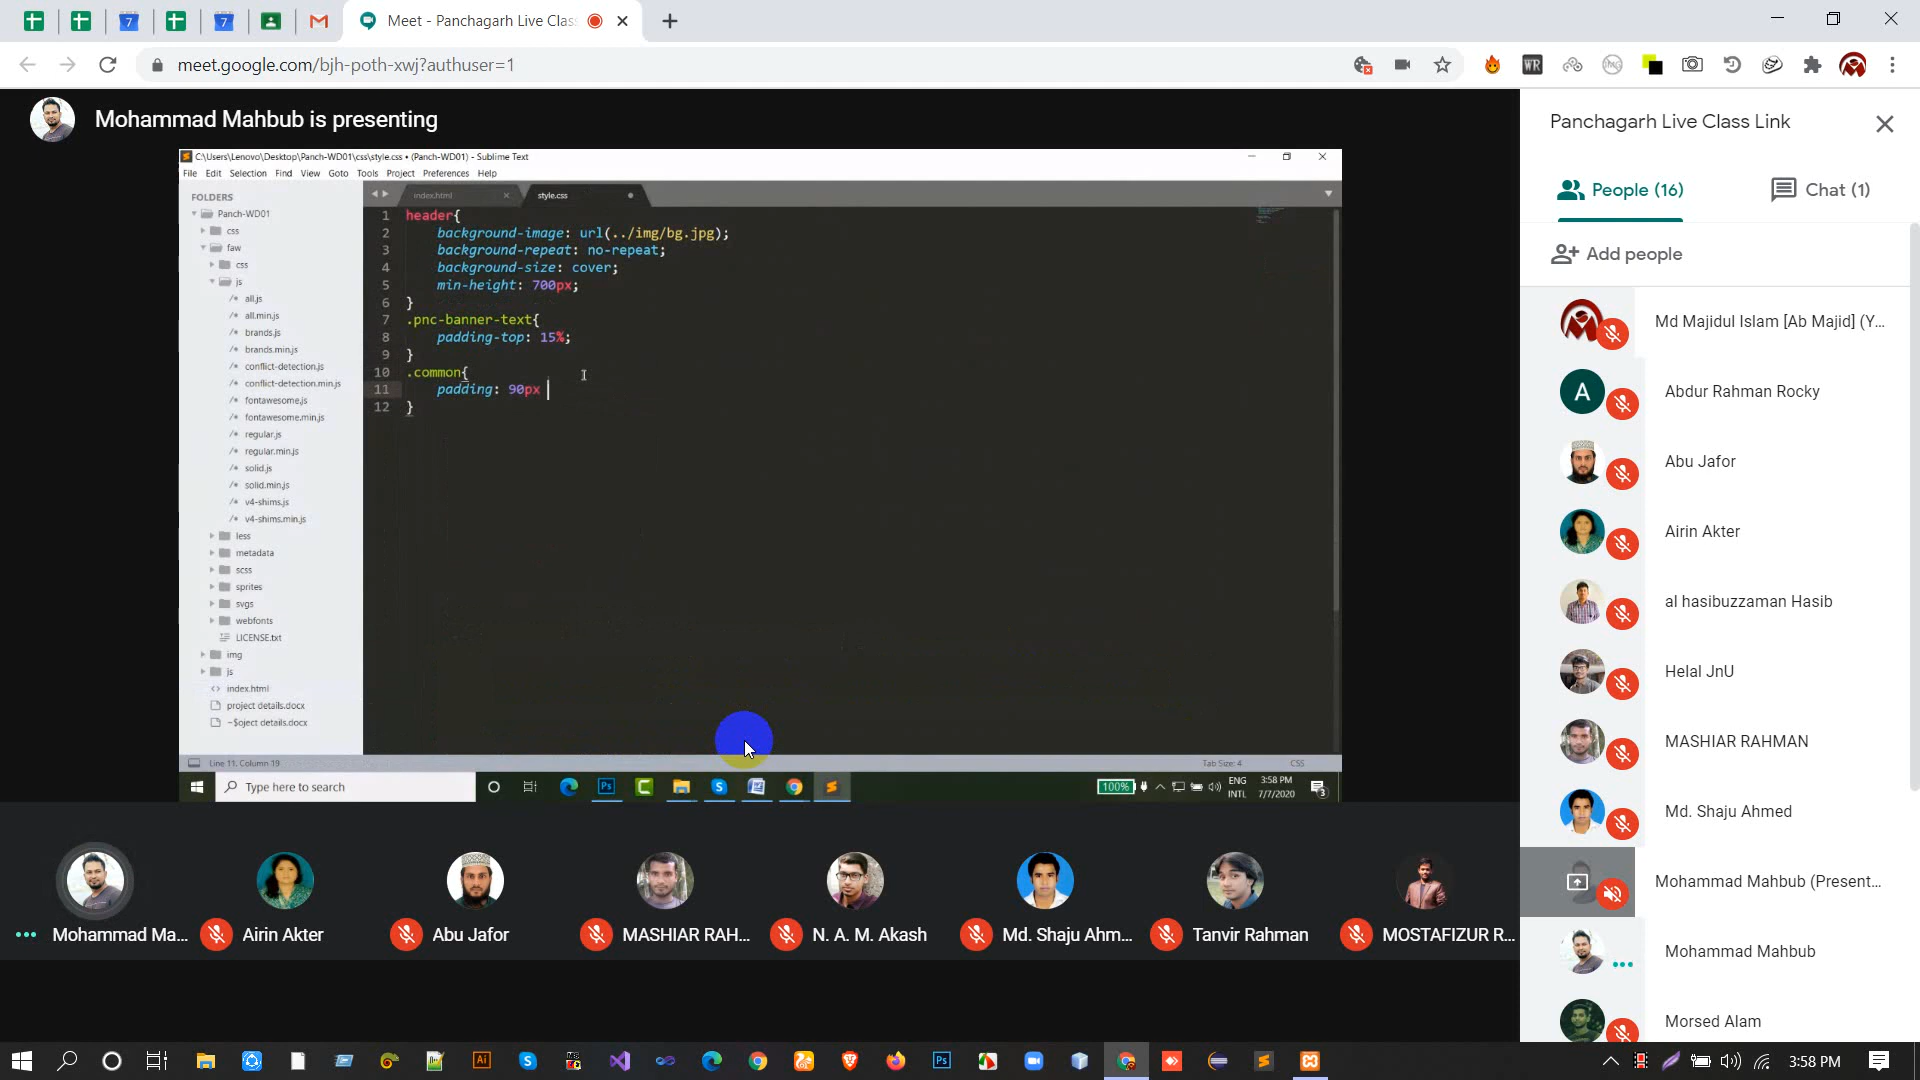 Meet - Panchagarh Live Clas
meet.google.com/bjh-poth-xwj?authuser=1
Mohammad Mahbub is presenting
C:\Users\Lenovo\Desktop\Panch-WD01\css\style.css • (Panch-WD01) - Sublime Text
File Edit Selection Find View Goto Tools Project Preferences Help
FOLDERS
Panch-WD01
css
faw
css
js
all.js
all.min.js
brands.js
brands.min.js
conflict-detection.js
conflict-detection.min.js
fontawesome.js
fontawesome.min.js
regular.js
regular.min.js
solid.js
solid.min.js
v4-shims.js
v4-shims.min.js
less
metadata
scss
sprites
svgs
webfonts
LICENSE.txt
img
js
index.html
project details.docx
~$oject details.docx
index.html
style.css
1 header{
2 background-image: url(../img/bg.jpg);
3 background-repeat: no-repeat;
4 background-size: cover;
5 min-height: 700px;
6 }
7 .pnc-banner-text{
8 padding-top: 15%;
9 }
10 .common{
11 padding: 90px
12 }
Line 11, Column 19
Tab Size: 4
CSS
Type here to search
100%
ENG
INTL
3:58 PM
7/7/2020
Mohammad Ma...
Airin Akter
Abu Jafor
MASHIAR RAH...
N. A. M. Akash
Md. Shaju Ahm...
Tanvir Rahman
MOSTAFIZUR R...
Panchagarh Live Class Link
People (16)
Chat (1)
Add people
Md Majidul Islam [Ab Majid] (Y...
A
Abdur Rahman Rocky
Abu Jafor
Airin Akter
al hasibuzzaman Hasib
Helal JnU
MASHIAR RAHMAN
Md. Shaju Ahmed
Mohammad Mahbub (Present...
Mohammad Mahbub
Morsed Alam
3:58 PM